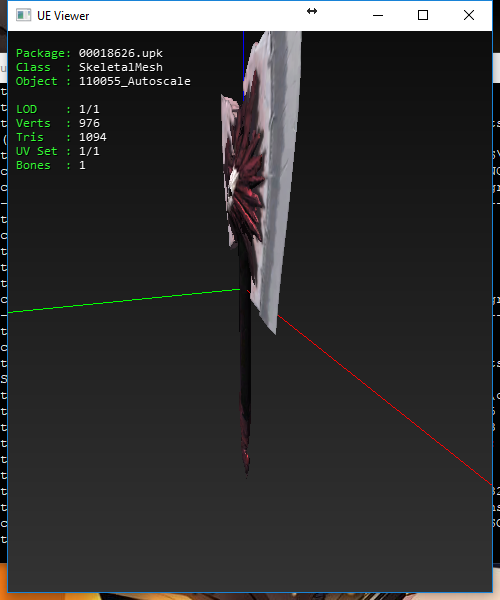 UE Viewer
Package: 00018626.upk
Class : SkeletalMesh
Object : 110055_Autoscale
LOD : 1/1
Verts : 976
Tris : 1094
UV Set : 1/1
Bones : 1